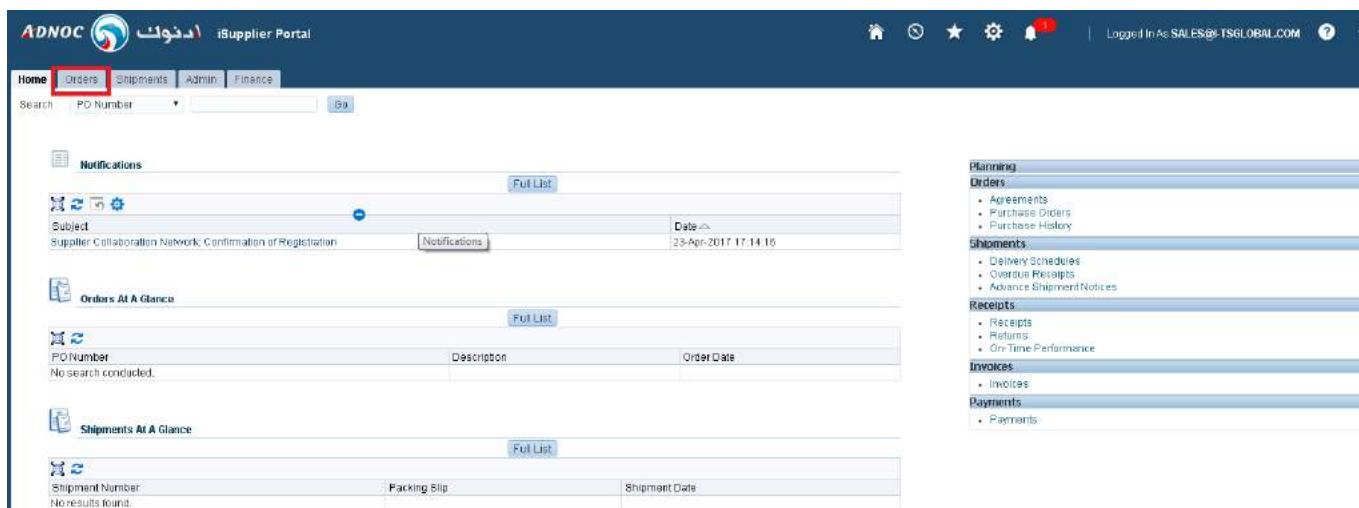 ADNOC أدنوك iSupplier Portal
1
Logged In As SALES@I-TSGLOBAL.COM
?
Home Orders Shipments Admin Finance
Search PO Number Go
Notifications
Full List
Subject Date
Supplier Collaboration Network: Confirmation of Registration 23-Apr-2017 17:14:16
Notifications
Orders At A Glance
Full List
PO Number Description Order Date
No search conducted.
Shipments At A Glance
Full List
Shipment Number Packing Slip Shipment Date
No results found.
Planning
Orders
Agreements
Purchase Orders
Purchase History
Shipments
Delivery Schedules
Overdue Receipts
Advance Shipment Notices
Receipts
Receipts
Returns
On-Time Performance
Invoices
Invoices
Payments
Payments